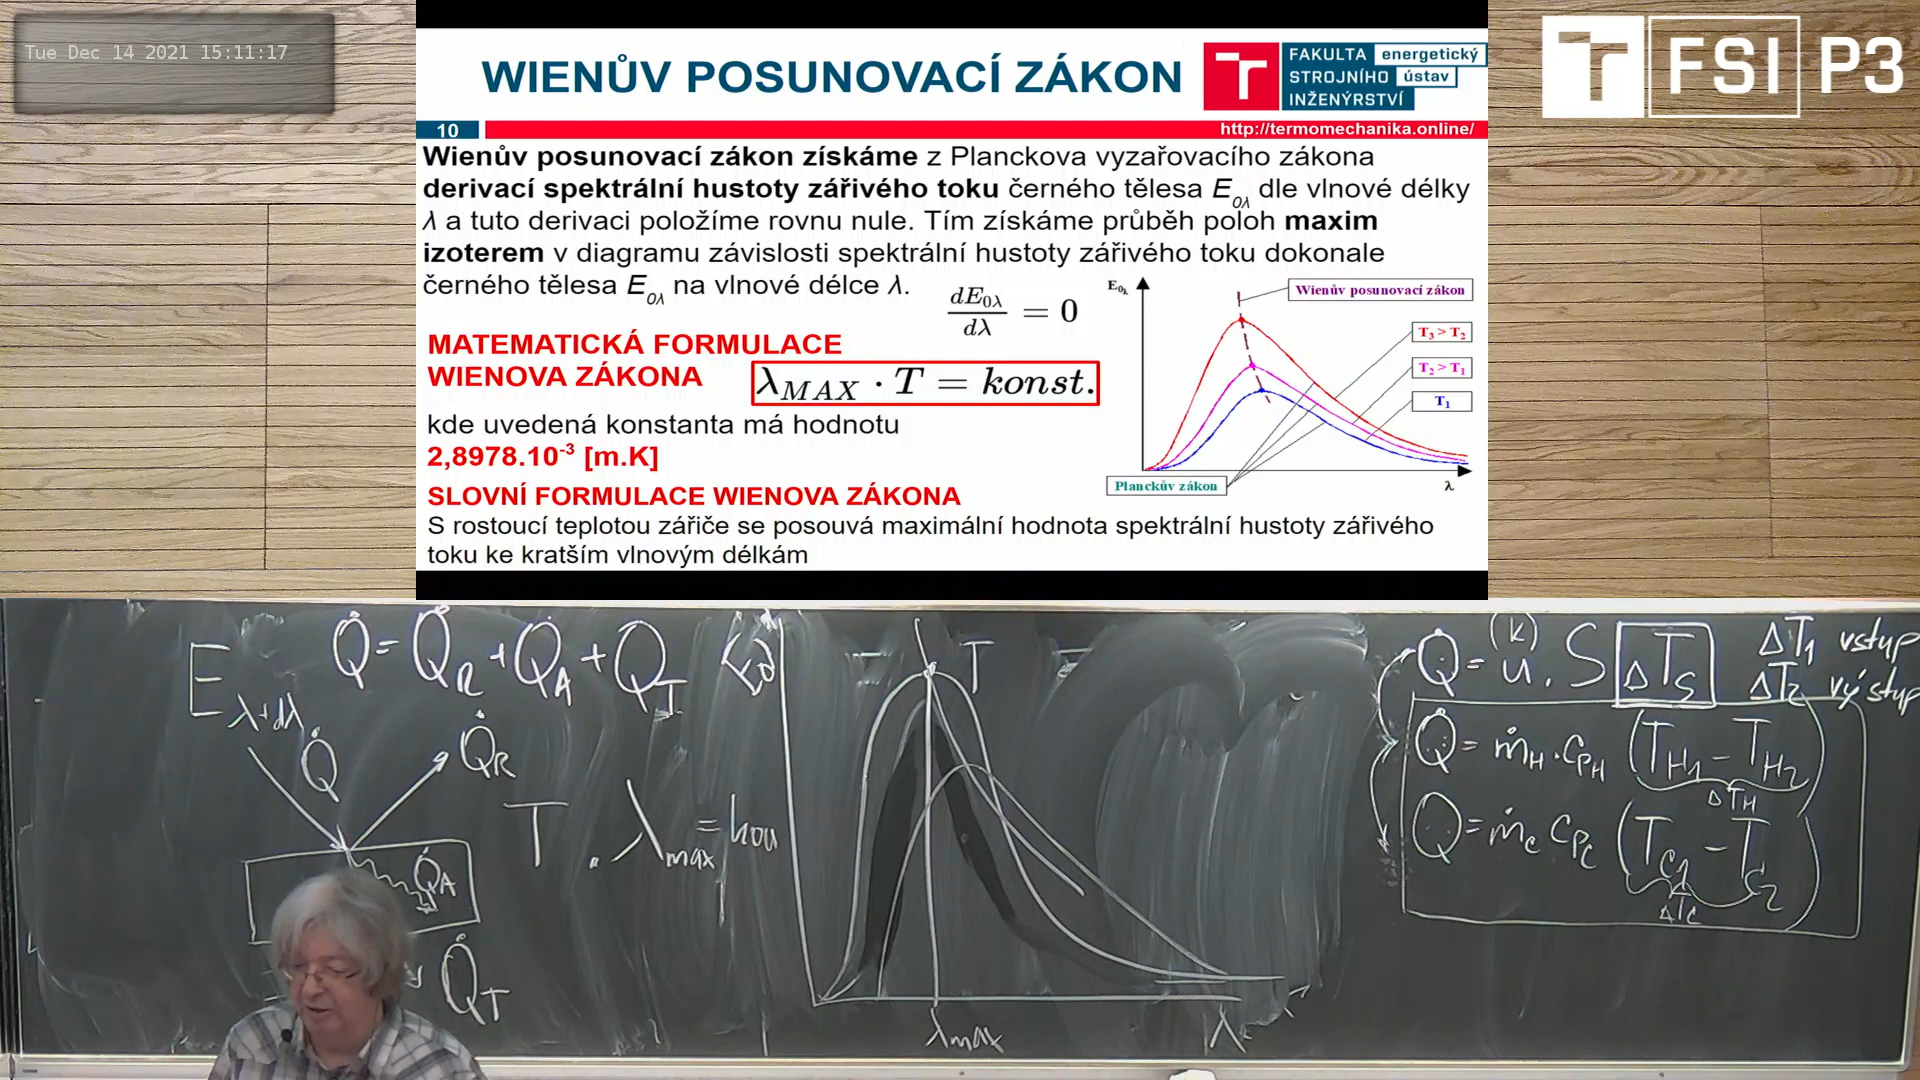 Tue Dec 14 2021 15:11:17
WIENŮV POSUNOVACÍ ZÁKON
FAKULTA energetický
STROJNÍHO ústav
INŽENÝRSTVÍ
T FSI P3
10
http://termomechanika.online/
Wienův posunovací zákon získáme z Planckova vyzařovacího zákona
derivací spektrální hustoty zářivého toku černého tělesa E0λ dle vlnové délky
λ a tuto derivaci položíme rovnu nule. Tím získáme průběh poloh maxim
izoterem v diagramu závislosti spektrální hustoty zářivého toku dokonale
černého tělesa E0λ na vlnové délce λ.
dE0λ/dλ = 0
MATEMATICKÁ FORMULACE
WIENOVA ZÁKONA
λMAX · T = konst.
kde uvedená konstanta má hodnotu
2,8978.10-3 [m.K]
E0λ
Wienův posunovací zákon
T3 > T2
T2 > T1
T1
Planckův zákon
λ
SLOVNÍ FORMULACE WIENOVA ZÁKONA
S rostoucí teplotou zářiče se posouvá maximální hodnota spektrální hustoty zářivého
toku ke kratším vlnovým délkám
Q̇ = Q̇R + Q̇A + Q̇T
Eλ+dλ
Q̇
Q̇R
Q̇A
Q̇T
T . λmax =
T
λmax
λ
(k)
Q̇ = u . S ΔTS
ΔT1 vstup
ΔT2 výstup
Q̇ = ṁH · cPH (TH1 - TH2)
ΔTH
Q̇ = ṁC cPC (TC1 - TC2)
ΔTC